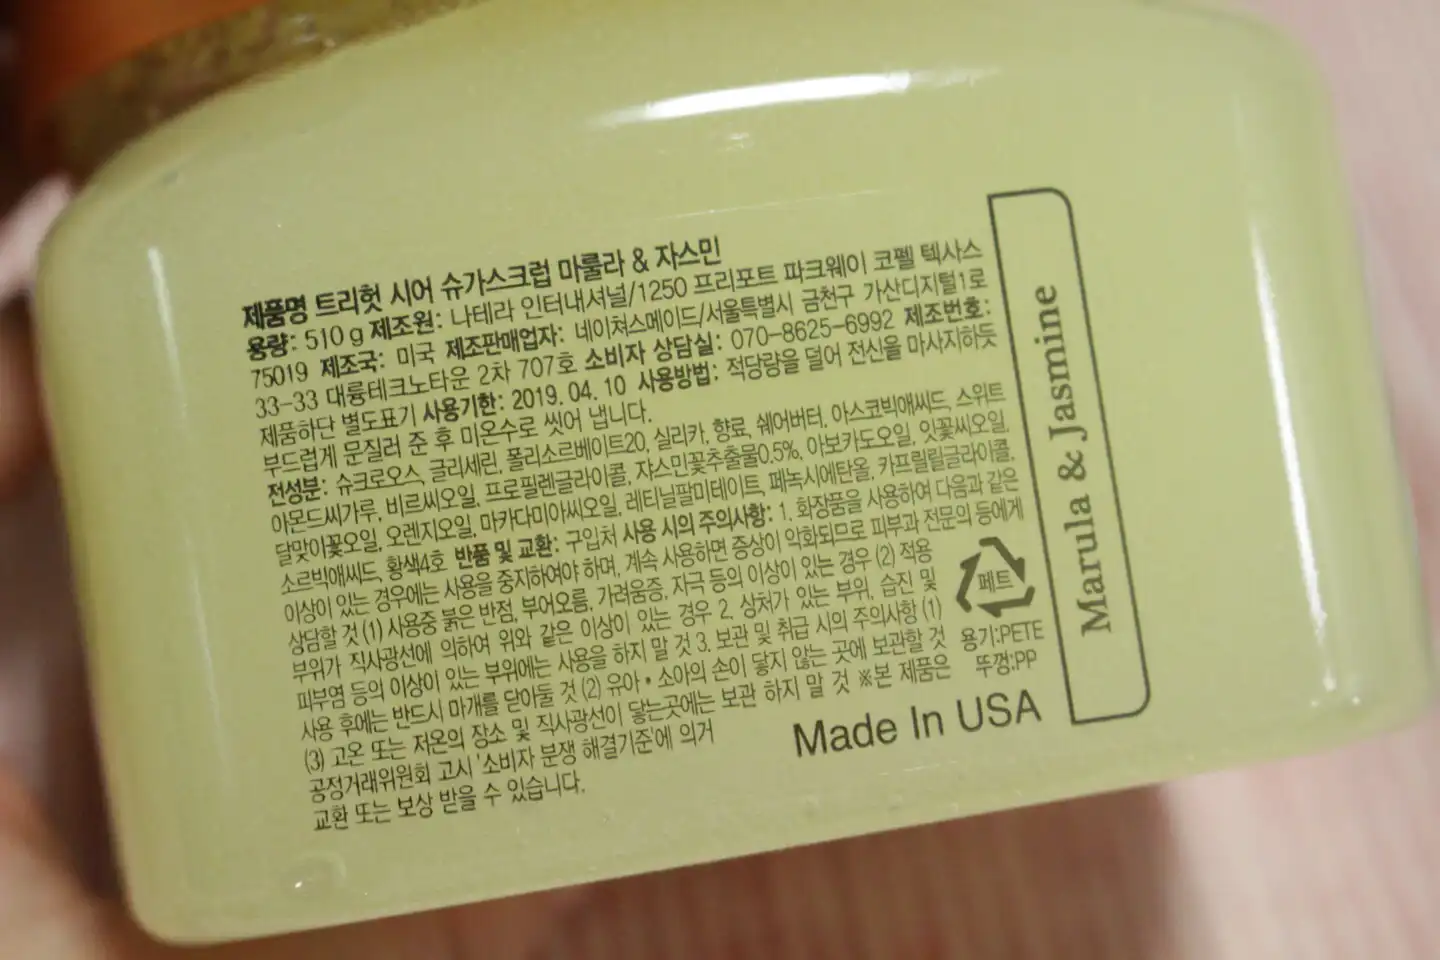 제품명 트리헛 시어 슈가스크럽 마룰라 & 자스민
용량: 510 g 제조원: 나테라 인터내셔널/1250 프리포트 파크웨이 코펠 텍사스
75019 제조국: 미국 제조판매업자: 네이쳐스메이드/서울특별시 금천구 가산디지털1로
33-33 대륭테크노타운 2차 707호 소비자 상담실: 070-8625-6992 제조번호:
제품하단 별도표기 사용기한: 2019. 04. 10 사용방법: 적당량을 덜어 전신을 마사지하듯
부드럽게 문질러 준 후 미온수로 씻어 냅니다.
전성분: 슈크로오스, 글리세린, 폴리소르베이트20, 실리카, 향료, 쉐어버터, 아스코빅애씨드, 스위트
아몬드씨가루, 비르씨오일, 프로필렌글라이콜, 쟈스민꽃추출물0.5%, 아보카도오일, 잇꽃씨오일,
달맞이꽃오일, 오렌지오일, 마카다미아씨오일, 레티닐팔미테이트, 페녹시에탄올, 카프릴릴글라이콜,
소르빅애씨드, 황색4호 반품 및 교환: 구입처 사용 시의 주의사항: 1. 화장품을 사용하여 다음과 같은
이상이 있는 경우에는 사용을 중지하여야 하며, 계속 사용하면 증상이 악화되므로 피부과 전문의 등에게
상담할 것 (1) 사용중 붉은 반점, 부어오름, 가려움증, 자극 등의 이상이 있는 경우 (2) 적용
부위가 직사광선에 의하여 위와 같은 이상이 있는 경우 2. 상처가 있는 부위, 습진 및
피부염 등의 이상이 있는 부위에는 사용을 하지 말 것 3. 보관 및 취급 시의 주의사항 (1)
사용 후에는 반드시 마개를 닫아둘 것 (2) 유아 • 소아의 손이 닿지 않는 곳에 보관할 것
(3) 고온 또는 저온의 장소 및 직사광선이 닿는곳에는 보관 하지 말 것 ※본 제품은
공정거래위원회 고시 '소비자 분쟁 해결기준'에 의거
교환 또는 보상 받을 수 있습니다.
페트
용기:PETE
뚜껑:PP
Made In USA
Marula & Jasmine